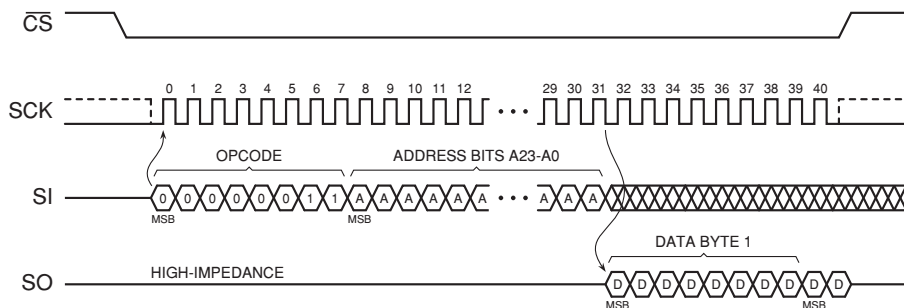 CS
0 1 2 3 4 5 6 7 8 9 10 11 12 29 30 31 32 33 34 35 36 37 38 39 40
SCK • • •
OPCODE ADDRESS BITS A23-A0
SI 0 0 0 0 0 0 1 1 A A A A A A • • • A A A
MSB MSB
DATA BYTE 1
SO HIGH-IMPEDANCE D D D D D D D D D D
MSB MSB